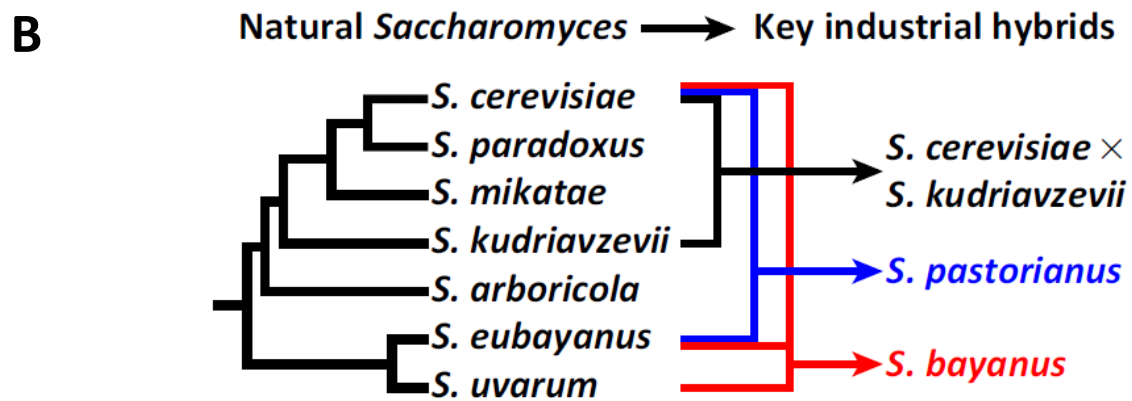 B
Natural Saccharomyces
Key industrial hybrids
S. cerevisiae
S. paradoxus
S. mikatae
S. kudriavzevii
S. arboricola
S. eubayanus
S. uvarum
S. cerevisiae ×
S. kudriavzevii
S. pastorianus
S. bayanus